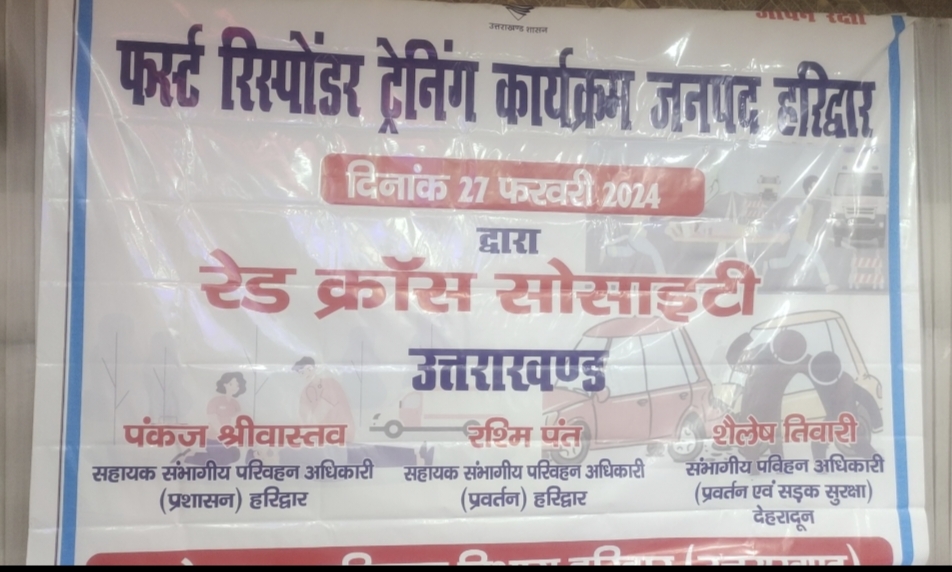 उत्तराखण्ड शासन
जीवन रक्षा
फर्स्ट रिस्पोंडर ट्रेनिंग कार्यक्रम जनपद हरिद्वार
दिनांक 27 फरवरी 2024
द्वारा
रेड क्रॉस सोसाइटी
उत्तराखण्ड
पंकज श्रीवास्तव रश्मि पंत शैलेष तिवारी
सहायक संभागीय परिवहन अधिकारी सहायक संभागीय परिवहन अधिकारी संभागीय पविहन अधिकारी
(प्रशासन) हरिद्वार (प्रवर्तन) हरिद्वार (प्रवर्तन एवं सड़क सुरक्षा)
देहरादून